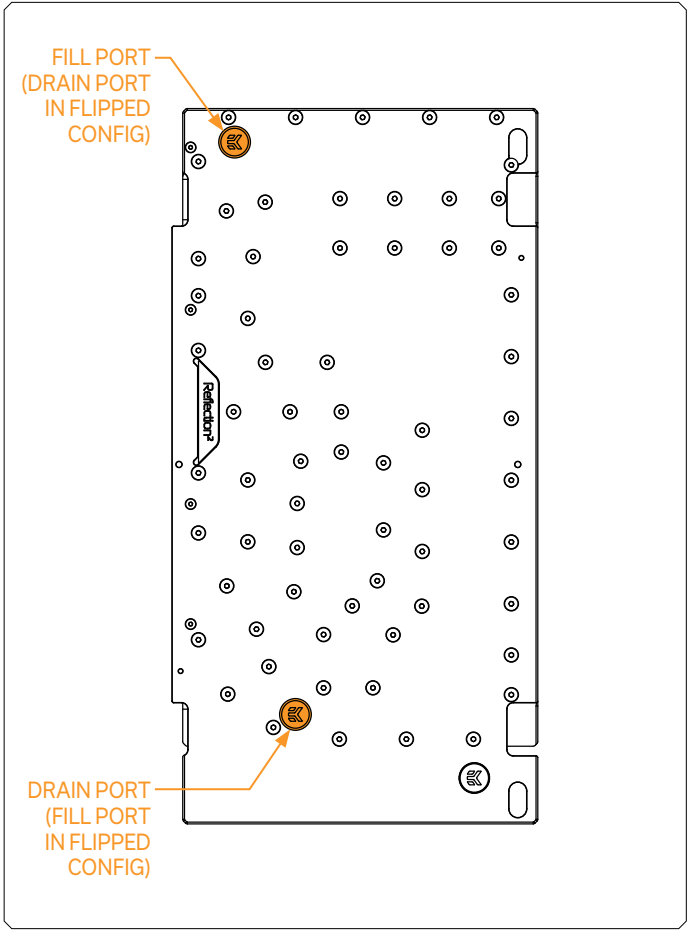 FILL PORT
(DRAIN PORT
IN FLIPPED
CONFIG)
Reflection²
DRAIN PORT
(FILL PORT
IN FLIPPED
CONFIG)